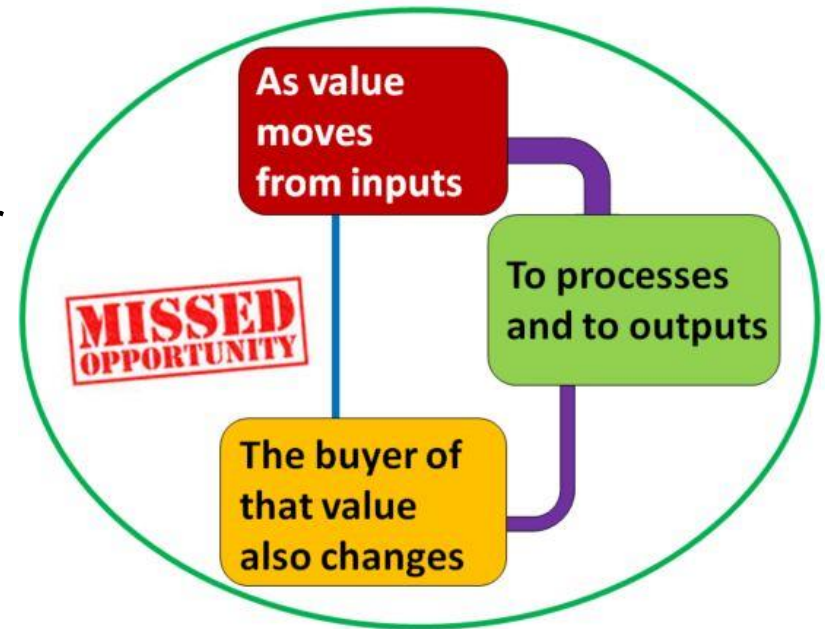 As value
moves
from inputs
To processes
and to outputs
MISSED
OPPORTUNITY
The buyer of
that value
also changes